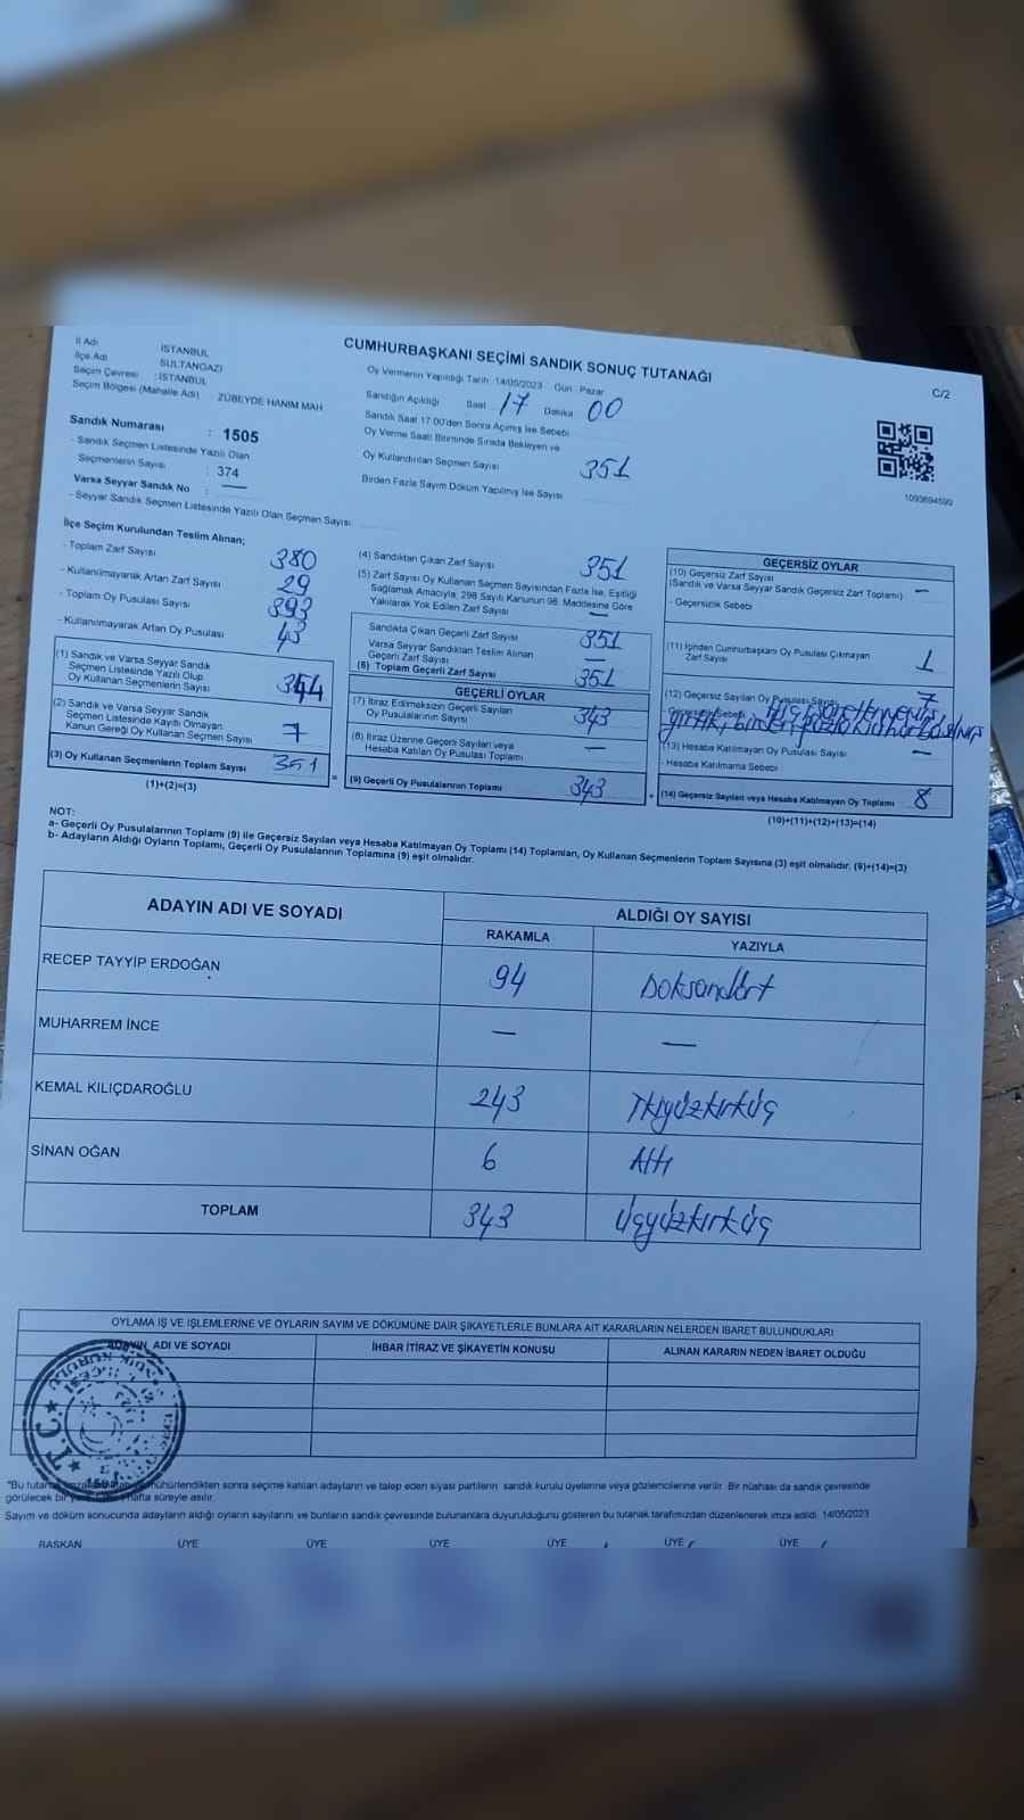 CUMHURBAŞKANI SEÇİMİ SANDIK SONUÇ TUTANAĞI
C/2
İl Adı : İSTANBUL
İlçe Adı : SULTANGAZİ
Seçim Çevresi : İSTANBUL
Seçim Bölgesi (Mahalle Adı) : ZÜBEYDE HANIM MAH
Sandık Numarası : 1505
- Sandık Seçmen Listesinde Yazılı Olan
Seçmenlerin Sayısı : 374
Varsa Seyyar Sandık No : —
- Seyyar Sandık Seçmen Listesinde Yazılı Olan Seçmen Sayısı
Oy Vermenin Yapıldığı Tarih : 14/05/2023 Gün : Pazar
Sandığın Açıldığı Saat 17 Dakika 00
Sandık Saat 17:00'den Sonra Açılmış İse Sebebi
Oy Verme Saati Bitiminde Sırada Bekleyen ve
Oy Kullandırılan Seçmen Sayısı 351
Birden Fazla Sayım Döküm Yapılmış İse Sayısı
1093694599
İlçe Seçim Kurulundan Teslim Alınan;
- Toplam Zarf Sayısı 380
- Kullanılmayarak Artan Zarf Sayısı 29
- Toplam Oy Pusulası Sayısı 393
- Kullanılmayarak Artan Oy Pusulası 43
(1) Sandık ve Varsa Seyyar Sandık
Seçmen Listesinde Yazılı Olup
Oy Kullanan Seçmenlerin Sayısı 344
(2) Sandık ve Varsa Seyyar Sandık
Seçmen Listesinde Kayıtlı Olmayan
Kanun Gereği Oy Kullanan Seçmen Sayısı 7
(3) Oy Kullanan Seçmenlerin Toplam Sayısı 351
(1)+(2)=(3)
(4) Sandıktan Çıkan Zarf Sayısı 351
(5) Zarf Sayısı Oy Kullanan Seçmen Sayısından Fazla İse, Eşitliği
Sağlamak Amacıyla, 298 Sayılı Kanunun 98. Maddesine Göre
Yakılarak Yok Edilen Zarf Sayısı —
Sandıkta Çıkan Geçerli Zarf Sayısı 351
Varsa Seyyar Sandıktan Teslim Alınan
Geçerli Zarf Sayısı —
(6) Toplam Geçerli Zarf Sayısı 351
GEÇERLİ OYLAR
(7) İtiraz Edilmeksizin Geçerli Sayılan
Oy Pusulalarının Sayısı 343
(8) İtiraz Üzerine Geçerli Sayılan veya
Hesaba Katılan Oy Pusulası Toplamı —
(9) Geçerli Oy Pusulalarının Toplamı 343
GEÇERSİZ OYLAR
(10) Geçersiz Zarf Sayısı
(Sandık ve Varsa Seyyar Sandık Geçersiz Zarf Toplamı) —
- Geçersizlik Sebebi
(11) İçinden Cumhurbaşkanı Oy Pusulası Çıkmayan
Zarf Sayısı 1
(12) Geçersiz Sayılan Oy Pusulası Sayısı 7
(13) Hesaba Katılmayan Oy Pusulası Sayısı —
- Hesaba Katılmama Sebebi
(14) Geçersiz Sayılan veya Hesaba Katılmayan Oy Toplamı 8
(10)+(11)+(12)+(13)=(14)
NOT:
a- Geçerli Oy Pusulalarının Toplamı (9) ile Geçersiz Sayılan veya Hesaba Katılmayan Oy Toplamı (14) Toplamları, Oy Kullanan Seçmenlerin Toplam Sayısına (3) eşit olmalıdır. (9)+(14)=(3)
b- Adayların Aldığı Oyların Toplamı, Geçerli Oy Pusulalarının Toplamına (9) eşit olmalıdır.
ADAYIN ADI VE SOYADI
ALDIĞI OY SAYISI
RAKAMLA YAZIYLA
RECEP TAYYİP ERDOĞAN 94 Doksandört
MUHARREM İNCE — —
KEMAL KILIÇDAROĞLU 243 İkiyüzkırküç
SİNAN OĞAN 6 Altı
TOPLAM 343 Üçyüzkırküç
OYLAMA İŞ VE İŞLEMLERİNE VE OYLARIN SAYIM VE DÖKÜMÜNE DAİR ŞİKAYETLERLE BUNLARA AİT KARARLARIN NELERDEN İBARET BULUNDUKLARI
ADAYIN ADI VE SOYADI İHBAR İTİRAZ VE ŞİKAYETİN KONUSU ALINAN KARARIN NEDEN İBARET OLDUĞU
T.C.
"Bu tutanak mühürlendikten sonra seçime katılan adayların ve talep eden siyasi partilerin sandık kurulu üyelerine veya gözlemcilerine verilir. Bir nüshası da sandık çevresinde
görülecek bir hafta süreyle asılır.
Sayım ve döküm sonucunda adayların aldığı oyların sayılarını ve bunların sandık çevresinde bulunanlara duyurulduğunu gösteren bu tutanak tarafımızdan düzenlenerek imza edildi. 14/05/2023
BAŞKAN ÜYE ÜYE ÜYE ÜYE ÜYE ÜYE